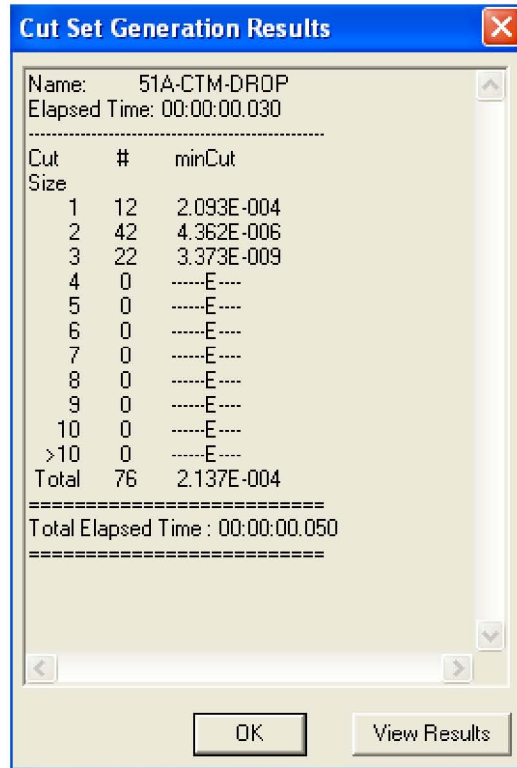 Cut Set Generation Results
Name: 51A-CTM-DROP
Elapsed Time: 00:00:00.030
------------------------------------------------
Cut # minCut
Size
1 12 2.093E-004
2 42 4.362E-006
3 22 3.373E-009
4 0 ------E----
5 0 ------E----
6 0 ------E----
7 0 ------E----
8 0 ------E----
9 0 ------E----
10 0 ------E----
>10 0 ------E----
Total 76 2.137E-004
==========================
Total Elapsed Time : 00:00:00.050
==========================
OK View Results